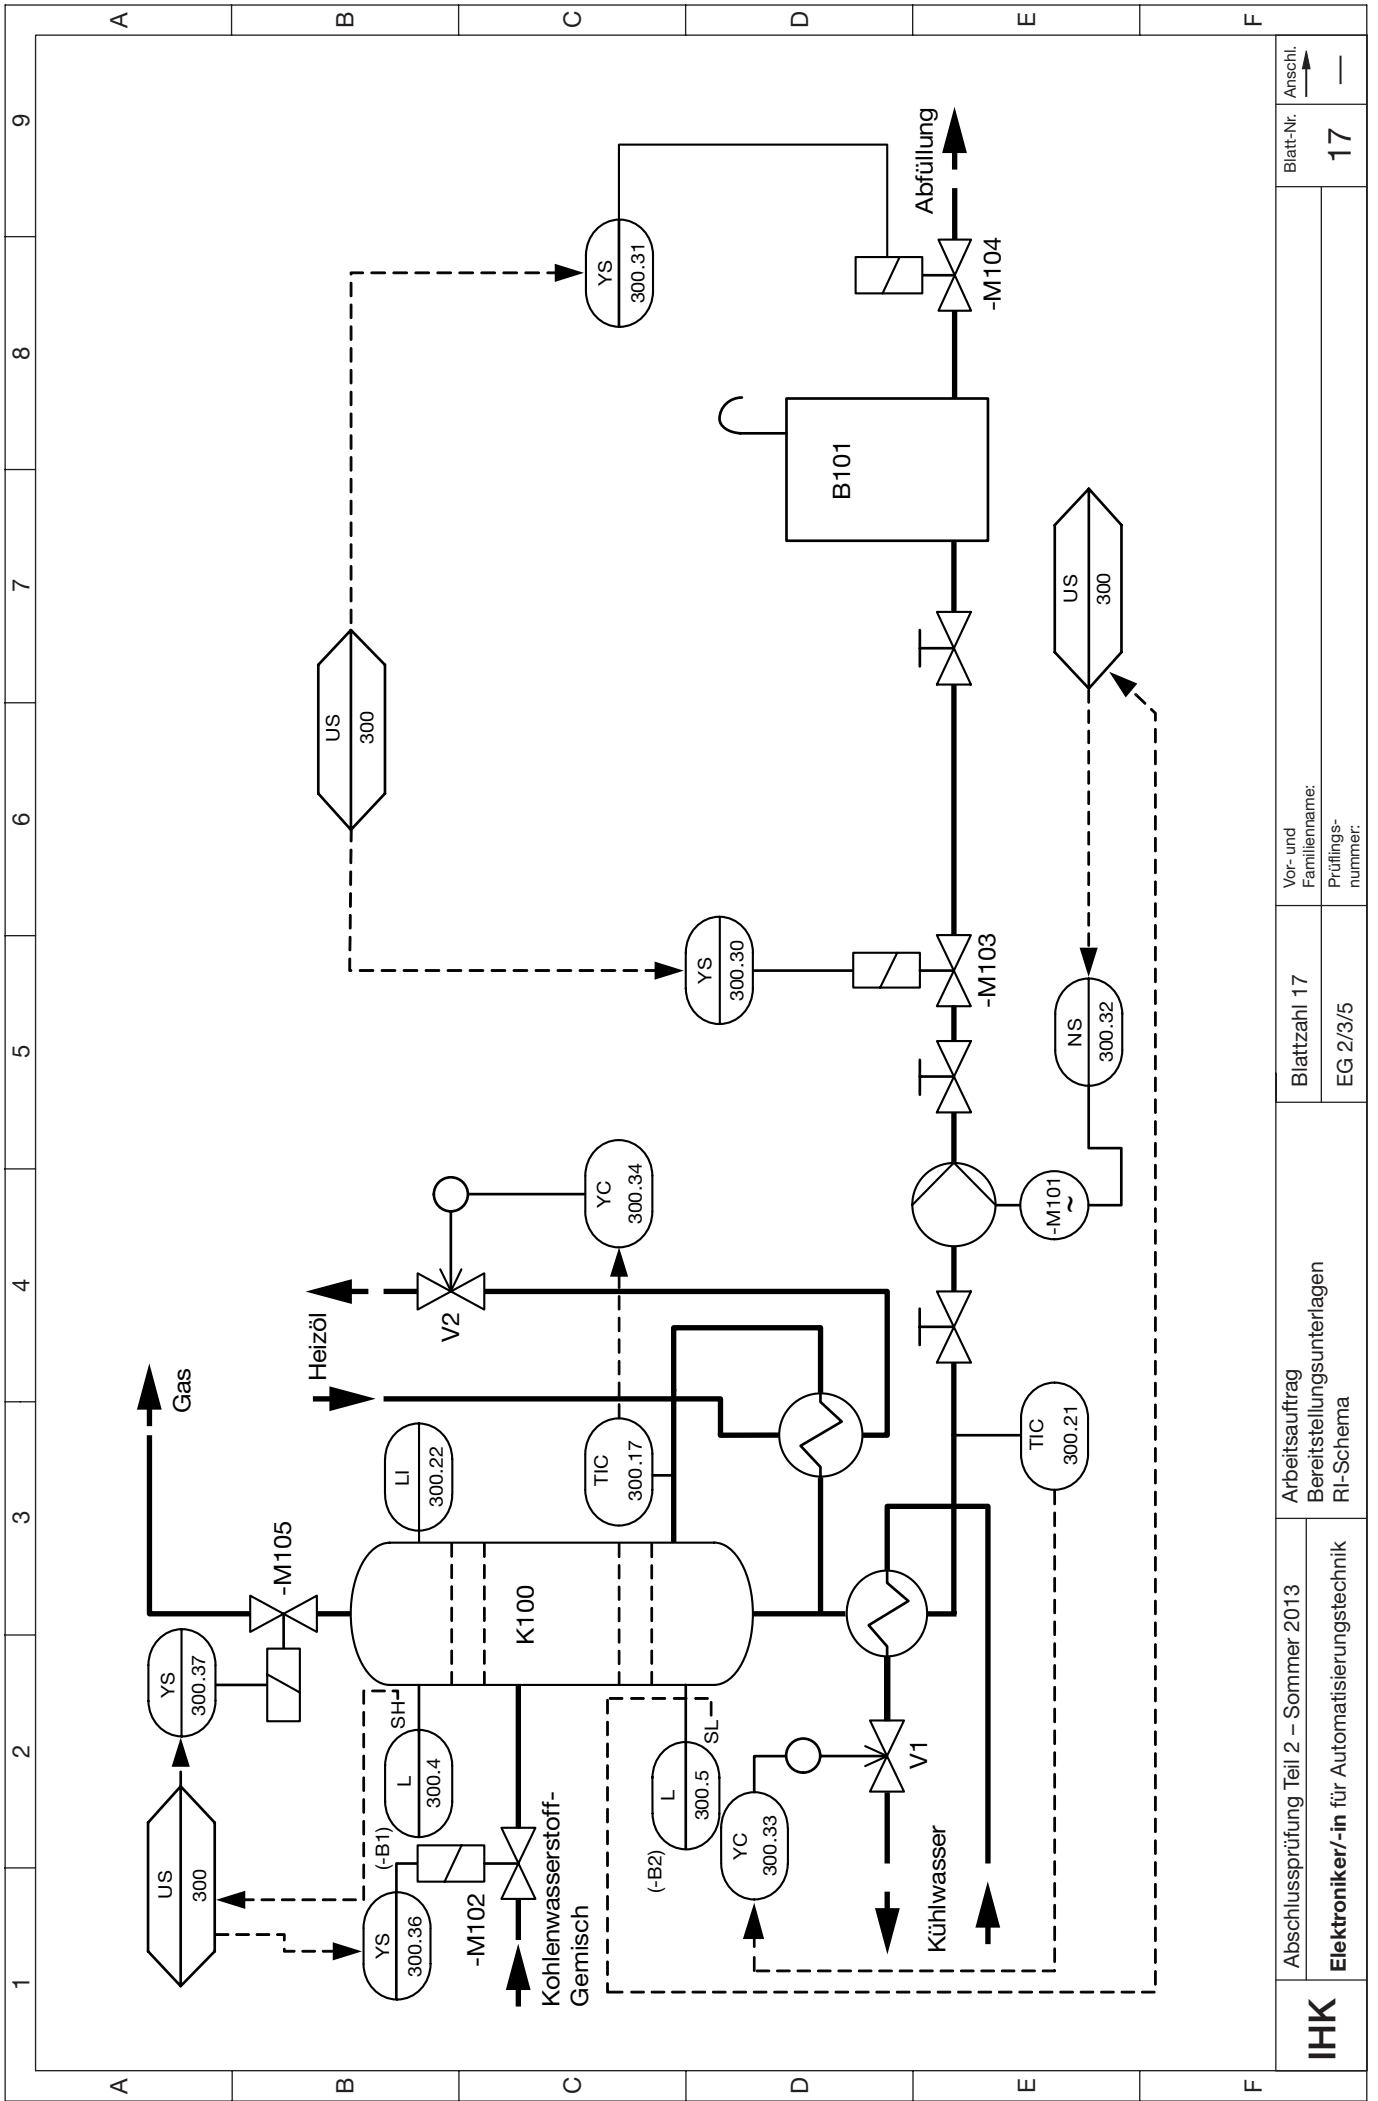 1
2
3
4
5
6
7
8
9
A
B
C
D
E
F
A
B
C
D
E
F
US
300
YS
300.37
-M105
Gas
YS
300.36
(-B1)
L
300.4
SH
LI
300.22
-M102
Kohlenwasserstoff-
Gemisch
K100
Heizöl
V2
TIC
300.17
YC
300.34
(-B2)
L
300.5
SL
YC
300.33
V1
Kühlwasser
TIC
300.21
-M101
~
NS
300.32
US
300
US
300
YS
300.30
-M103
YS
300.31
B101
-M104
Abfüllung
IHK
Abschlussprüfung Teil 2 – Sommer 2013
Elektroniker/-in für Automatisierungstechnik
Arbeitsauftrag
Bereitstellungsunterlagen
RI-Schema
Blattzahl 17
EG 2/3/5
Vor- und
Familienname:
Prüflings-
nummer:
Blatt-Nr.
17
Anschl.
—